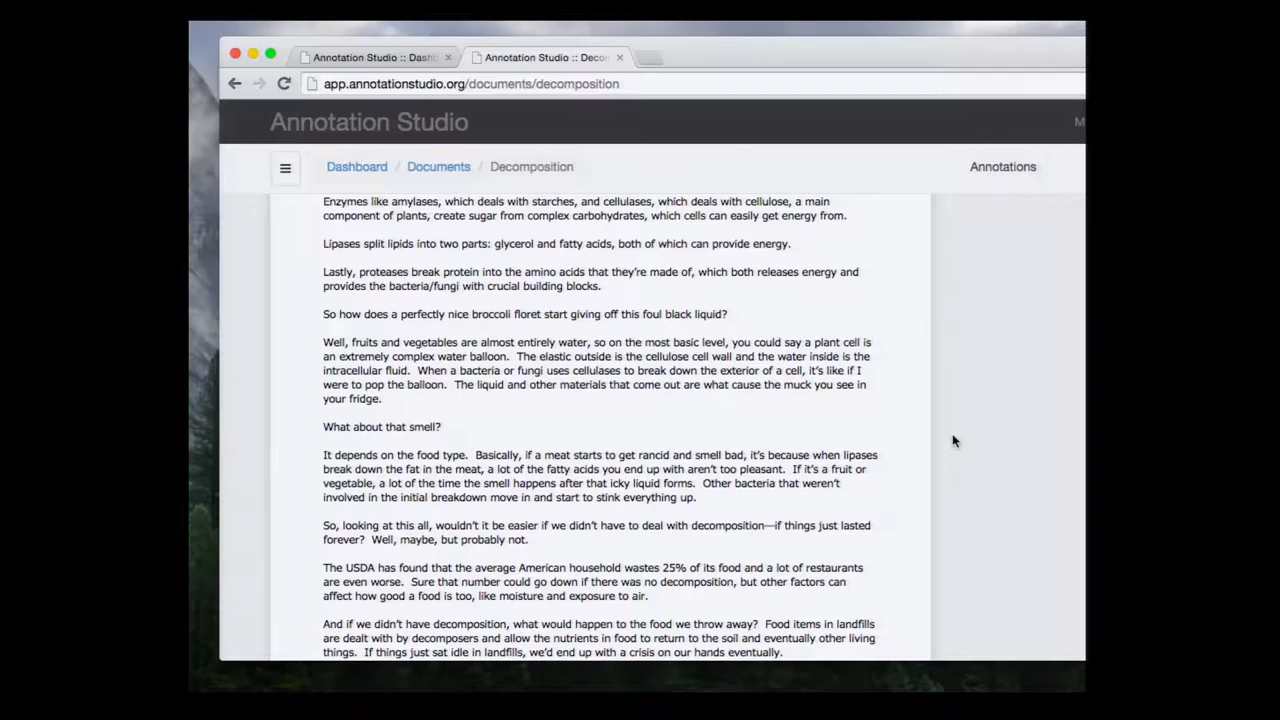 Annotation Studio :: Dashb
Annotation Studio :: Deco
app.annotationstudio.org/documents/decomposition
Annotation Studio
M
Dashboard / Documents / Decomposition
Annotations
Enzymes like amylases, which deals with starches, and cellulases, which deals with cellulose, a main
component of plants, create sugar from complex carbohydrates, which cells can easily get energy from.
Lipases split lipids into two parts: glycerol and fatty acids, both of which can provide energy.
Lastly, proteases break protein into the amino acids that they're made of, which both releases energy and
provides the bacteria/fungi with crucial building blocks.
So how does a perfectly nice broccoli floret start giving off this foul black liquid?
Well, fruits and vegetables are almost entirely water, so on the most basic level, you could say a plant cell is
an extremely complex water balloon. The elastic outside is the cellulose cell wall and the water inside is the
intracellular fluid. When a bacteria or fungi uses cellulases to break down the exterior of a cell, it's like if I
were to pop the balloon. The liquid and other materials that come out are what cause the muck you see in
your fridge.
What about that smell?
It depends on the food type. Basically, if a meat starts to get rancid and smell bad, it's because when lipases
break down the fat in the meat, a lot of the fatty acids you end up with aren't too pleasant. If it's a fruit or
vegetable, a lot of the time the smell happens after that icky liquid forms. Other bacteria that weren't
involved in the initial breakdown move in and start to stink everything up.
So, looking at this all, wouldn't it be easier if we didn't have to deal with decomposition—if things just lasted
forever? Well, maybe, but probably not.
The USDA has found that the average American household wastes 25% of its food and a lot of restaurants
are even worse. Sure that number could go down if there was no decomposition, but other factors can
affect how good a food is too, like moisture and exposure to air.
And if we didn't have decomposition, what would happen to the food we throw away? Food items in landfills
are dealt with by decomposers and allow the nutrients in food to return to the soil and eventually other living
things. If things just sat idle in landfills, we'd end up with a crisis on our hands eventually.